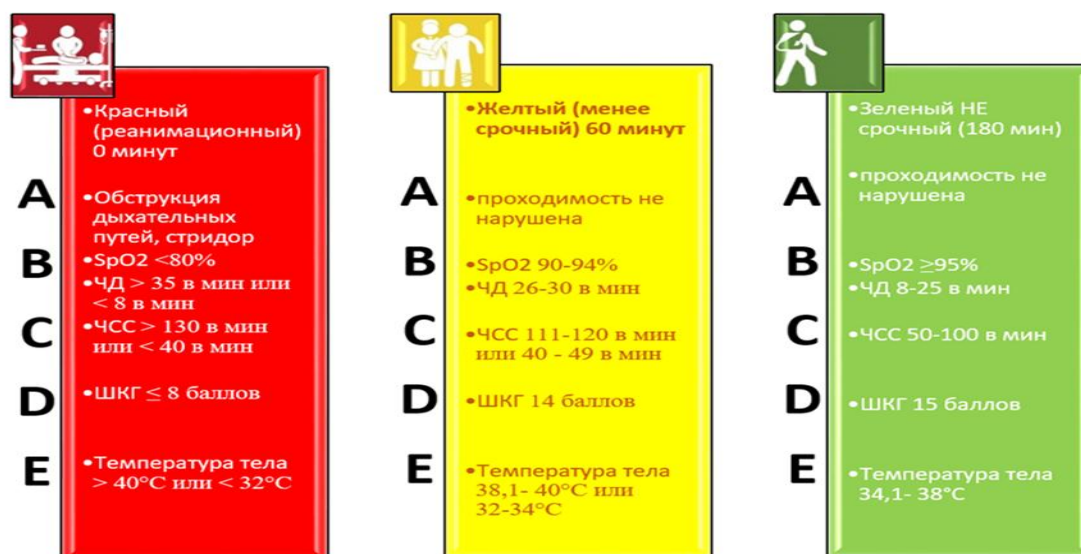 •Красный
(реанимационный)
0 минут
A
•Обструкция
дыхательных
путей, стридор
B
•SpO2 <80%
•ЧД > 35 в мин или
< 8 в мин
C
•ЧСС > 130 в мин
или < 40 в мин
D
•ШКГ ≤ 8 баллов
E
•Температура тела
> 40°C или < 32°C
•Желтый (менее
срочный) 60 минут
A
•проходимость не
нарушена
B
•SpO2 90-94%
•ЧД 26-30 в мин
C
•ЧСС 111-120 в мин
или 40 - 49 в мин
D
•ШКГ 14 баллов
E
•Температура тела
38,1- 40°C или
32-34°C
•Зеленый НЕ
срочный (180 мин)
A
•проходимость не
нарушена
B
•SpO2 ≥95%
•ЧД 8-25 в мин
C
•ЧСС 50-100 в мин
D
•ШКГ 15 баллов
E
•Температура тела
34,1- 38°C